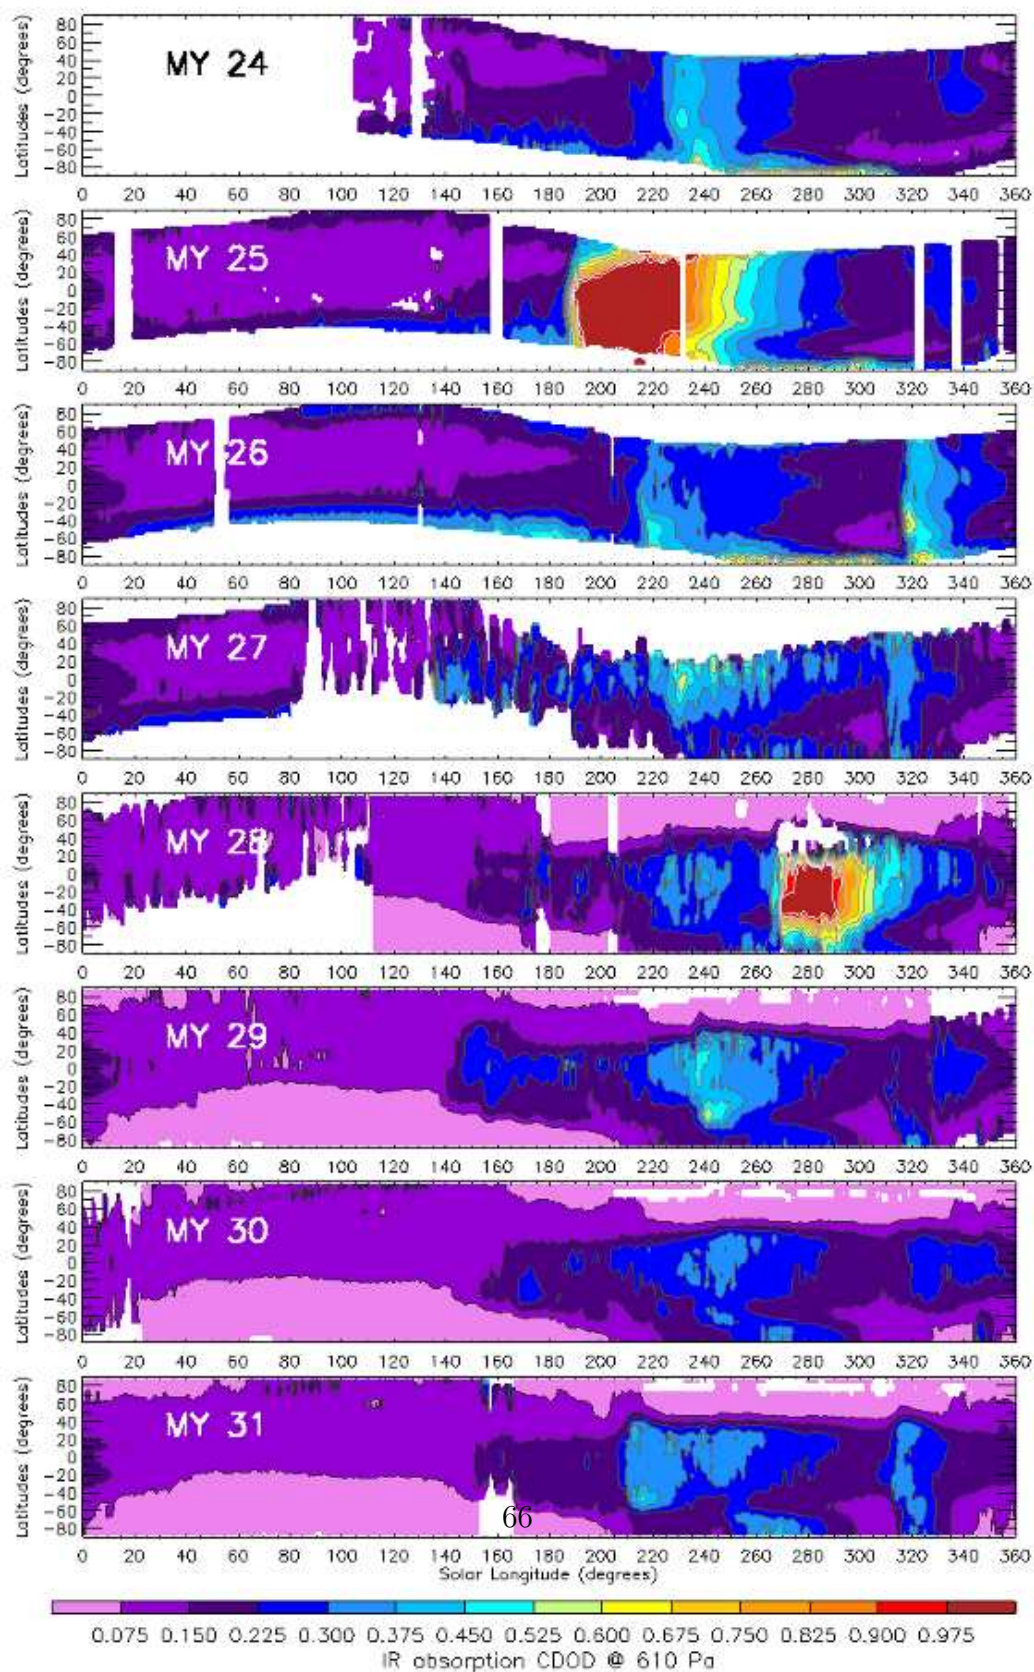 Latitudes (degrees)
80
60
40
20
0
-20
-40
-60
-80
MY 24
0 20 40 60 80 100 120 140 160 180 200 220 240 260 280 300 320 340 360
Latitudes (degrees)
80
60
40
20
0
-20
-40
-60
-80
MY 25
0 20 40 60 80 100 120 140 160 180 200 220 240 260 280 300 320 340 360
Latitudes (degrees)
80
60
40
20
0
-20
-40
-60
-80
MY 26
0 20 40 60 80 100 120 140 160 180 200 220 240 260 280 300 320 340 360
Latitudes (degrees)
80
60
40
20
0
-20
-40
-60
-80
MY 27
0 20 40 60 80 100 120 140 160 180 200 220 240 260 280 300 320 340 360
Latitudes (degrees)
80
60
40
20
0
-20
-40
-60
-80
MY 28
0 20 40 60 80 100 120 140 160 180 200 220 240 260 280 300 320 340 360
Latitudes (degrees)
80
60
40
20
0
-20
-40
-60
-80
MY 29
0 20 40 60 80 100 120 140 160 180 200 220 240 260 280 300 320 340 360
Latitudes (degrees)
80
60
40
20
0
-20
-40
-60
-80
MY 30
0 20 40 60 80 100 120 140 160 180 200 220 240 260 280 300 320 340 360
Latitudes (degrees)
80
60
40
20
0
-20
-40
-60
-80
MY 31
66
0 20 40 60 80 100 120 140 160 180 200 220 240 260 280 300 320 340 360
Solar Longitude (degrees)
0.075 0.150 0.225 0.300 0.375 0.450 0.525 0.600 0.675 0.750 0.825 0.900 0.975
IR absorption CDOD @ 610 Pa